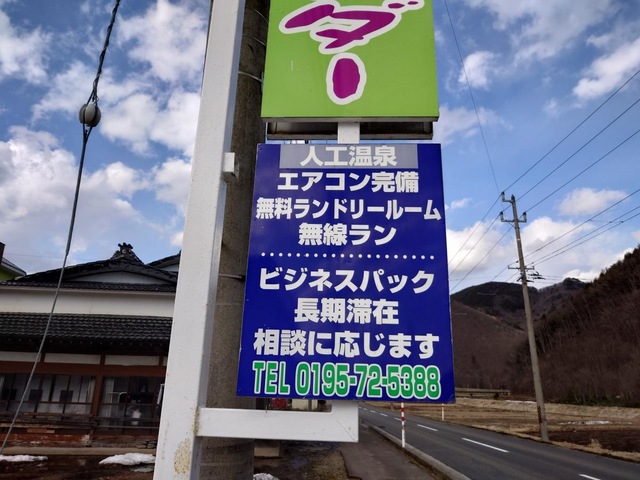 人工温泉
エアコン完備
無料ランドリールーム
無線ラン
ビジネスパック
長期滞在
相談に応じます
TEL 0195-72-5388